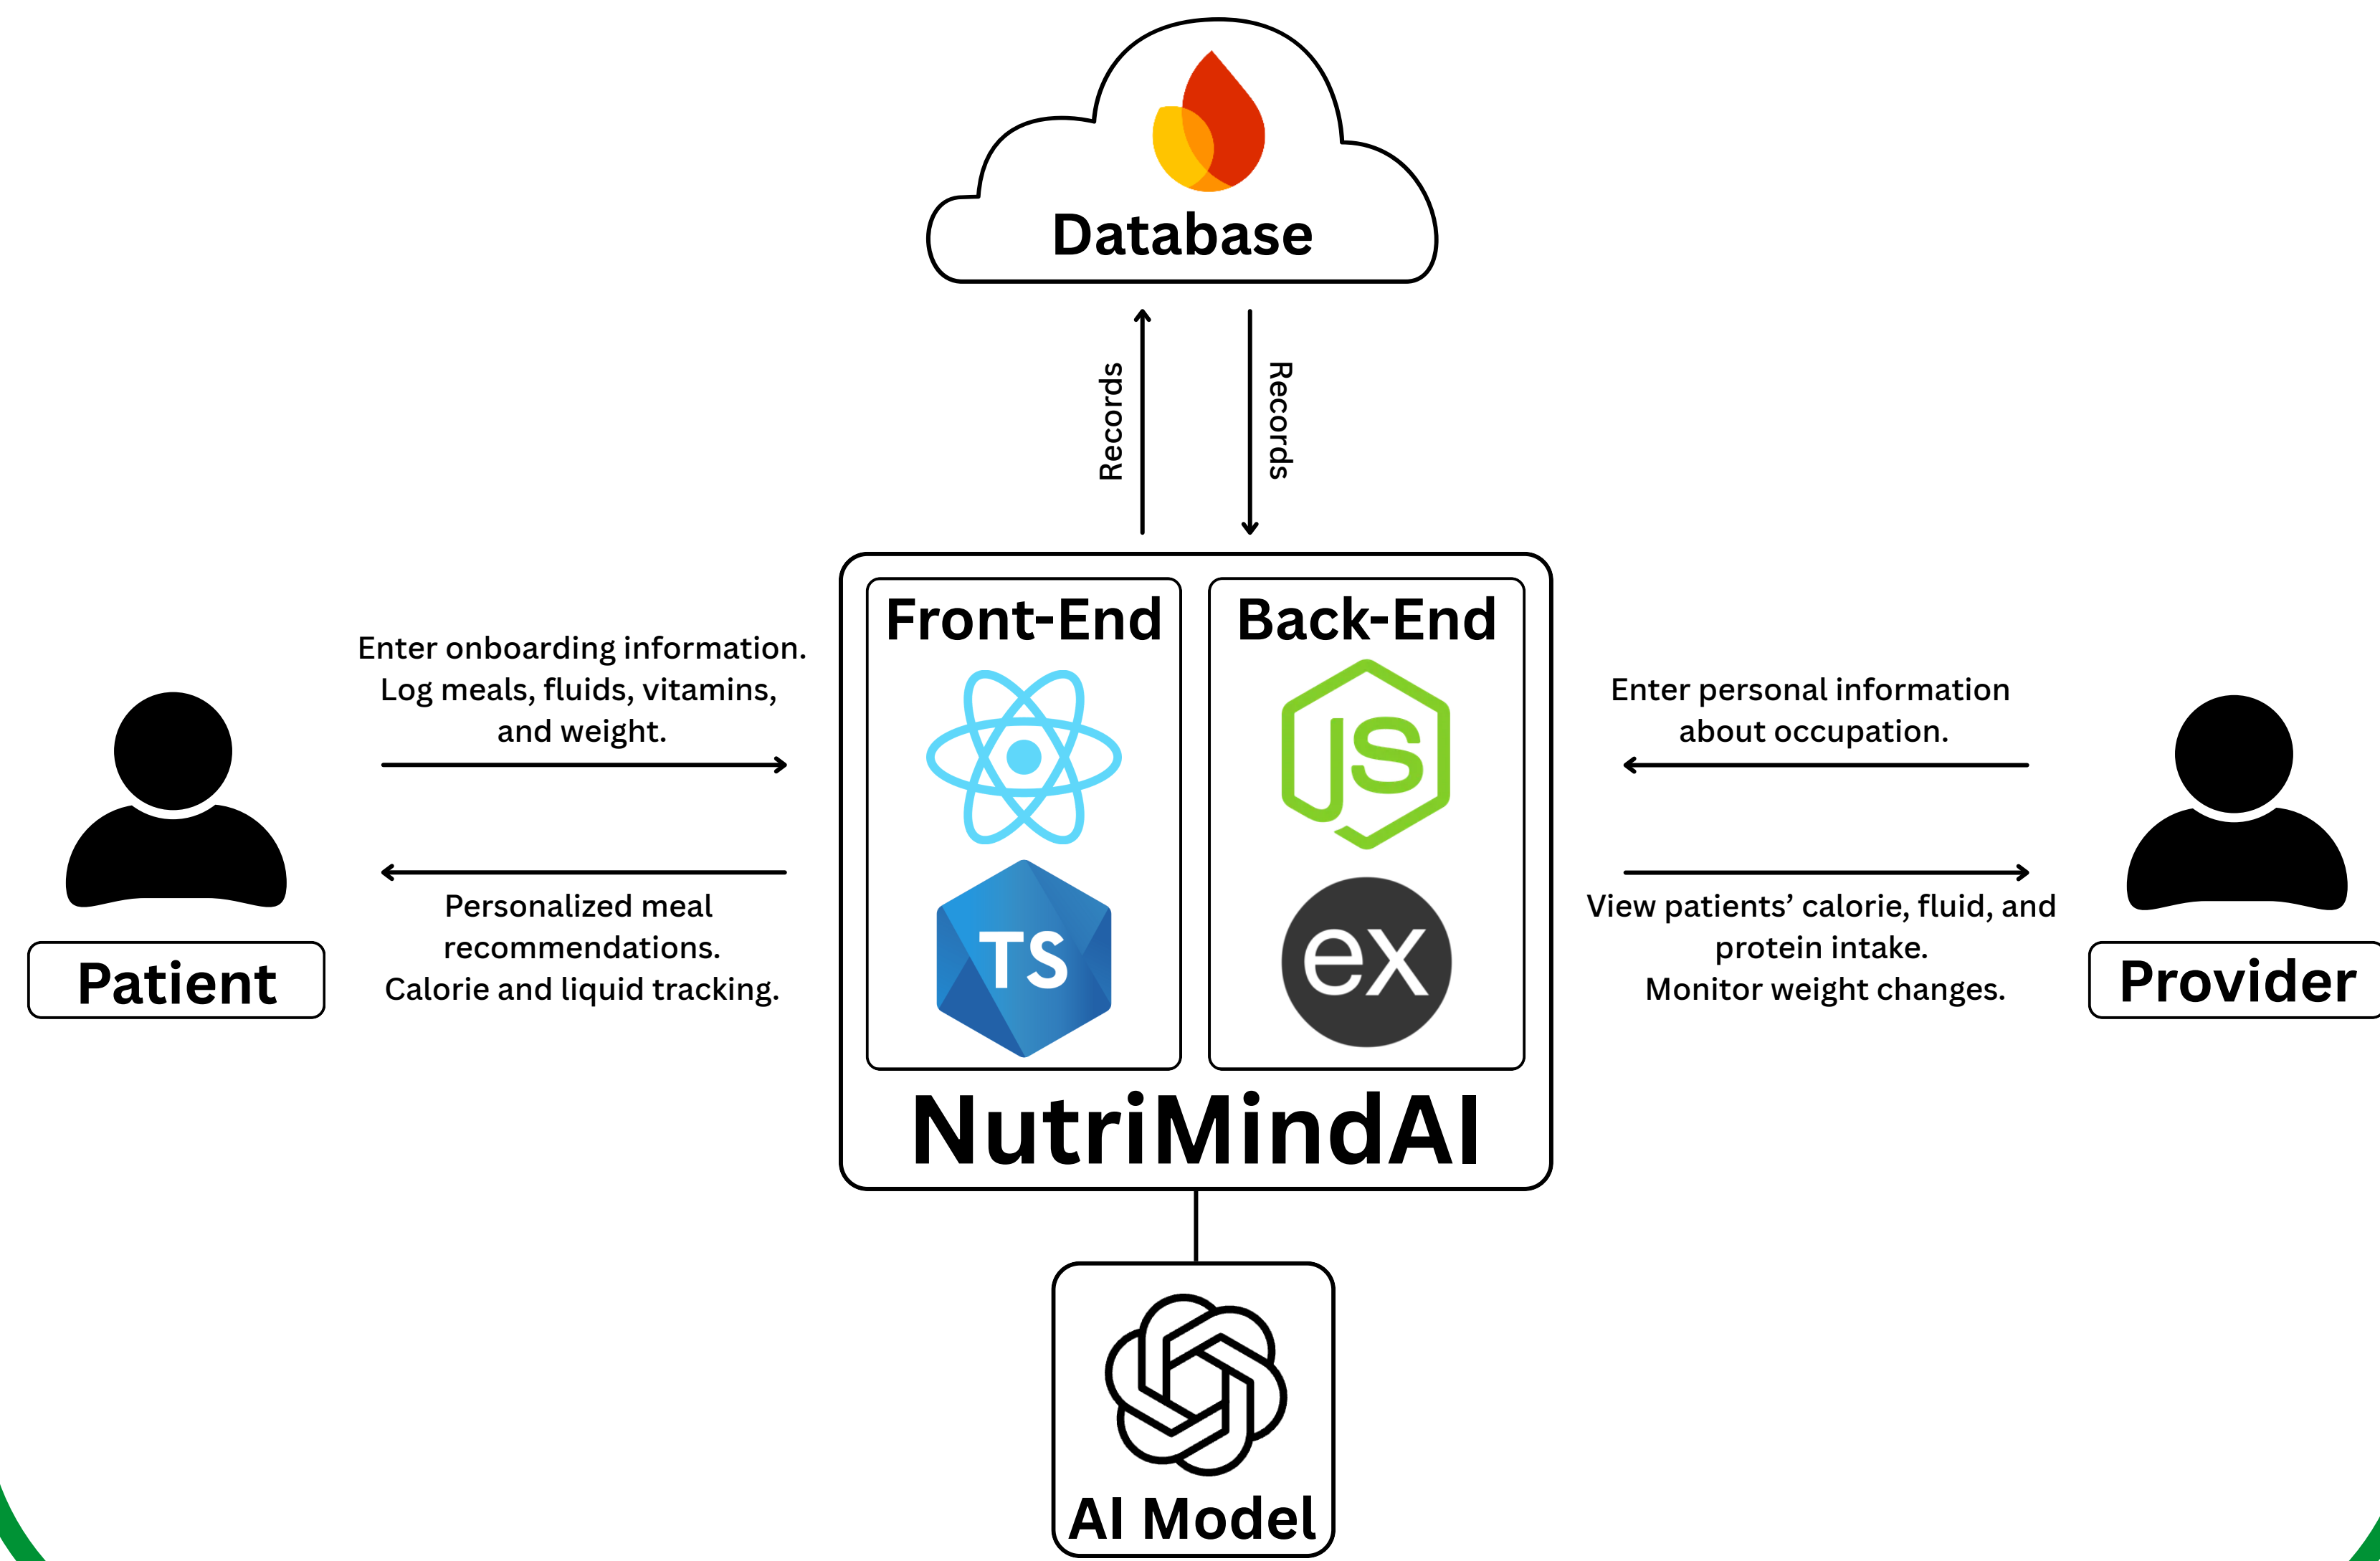 Database
Records
Records
Front-End
Back-End
JS
TS
ex
NutriMindAI
Enter onboarding information.
Log meals, fluids, vitamins,
and weight.
Personalized meal
recommendations.
Calorie and liquid tracking.
Patient
Enter personal information
about occupation.
View patients’ calorie, fluid, and
protein intake.
Monitor weight changes.
Provider
AI Model